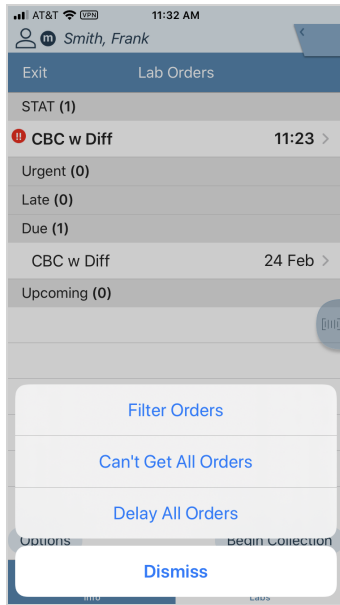 AT&T VPN 11:32 AM
m Smith, Frank
Exit Lab Orders
STAT (1)
!! CBC w Diff 11:23
Urgent (0)
Late (0)
Due (1)
CBC w Diff 24 Feb
Upcoming (0)
Filter Orders
Can't Get All Orders
Delay All Orders
Options Begin Collection
Dismiss
Info Labs